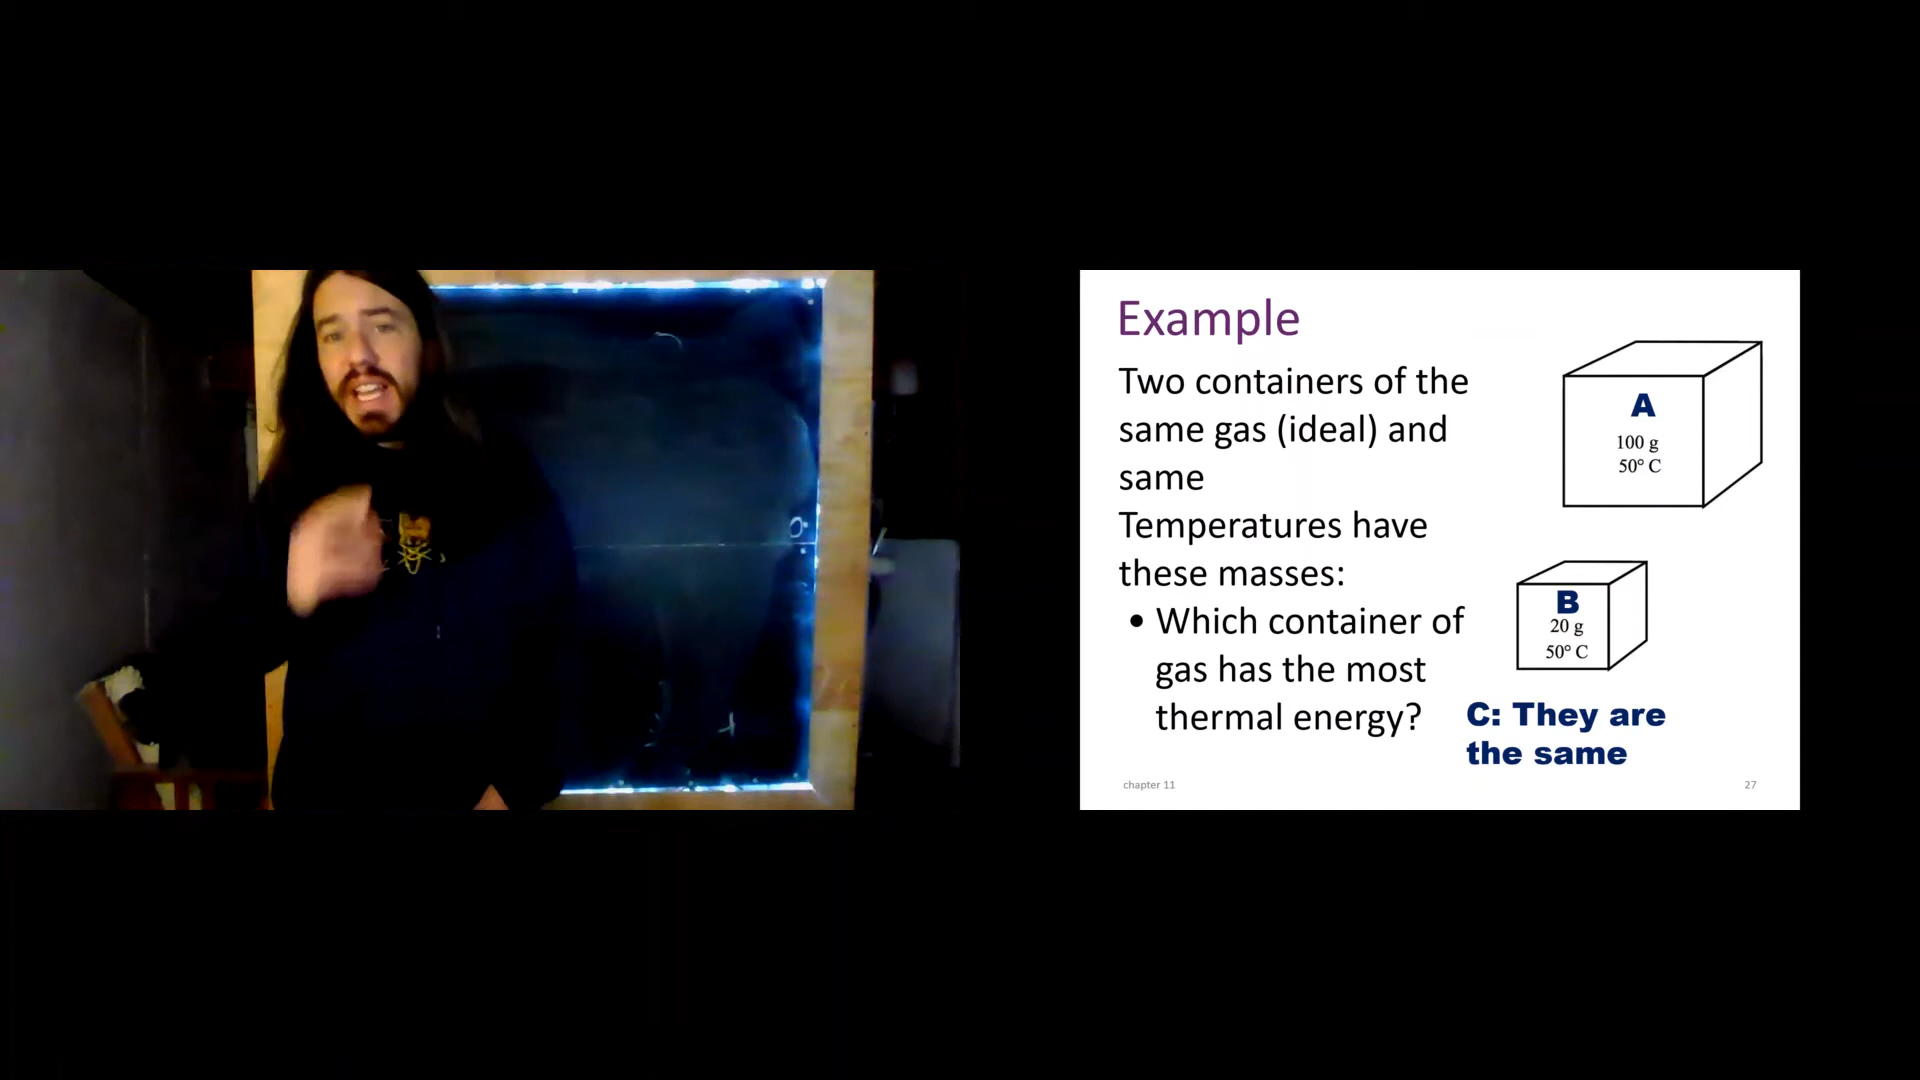 Example
Two containers of the
same gas (ideal) and
same
Temperatures have
these masses:
• Which container of
gas has the most
thermal energy?
A
100 g
50° C
B
20 g
50° C
C: They are
the same
chapter 11
27